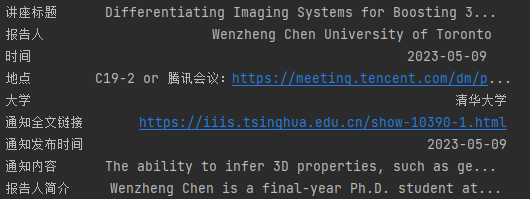 讲座标题 Differentiating Imaging Systems for Boosting 3...
报告人 Wenzheng Chen University of Toronto
时间 2023-05-09
地点 C19-2 or 腾讯会议：https://meeting.tencent.com/dm/p...
大学 清华大学
通知全文链接 https://iiis.tsinghua.edu.cn/show-10390-1.html
通知发布时间 2023-05-09
通知内容 The ability to infer 3D properties, such as ge...
报告人简介 Wenzheng Chen is a final-year Ph.D. student at...